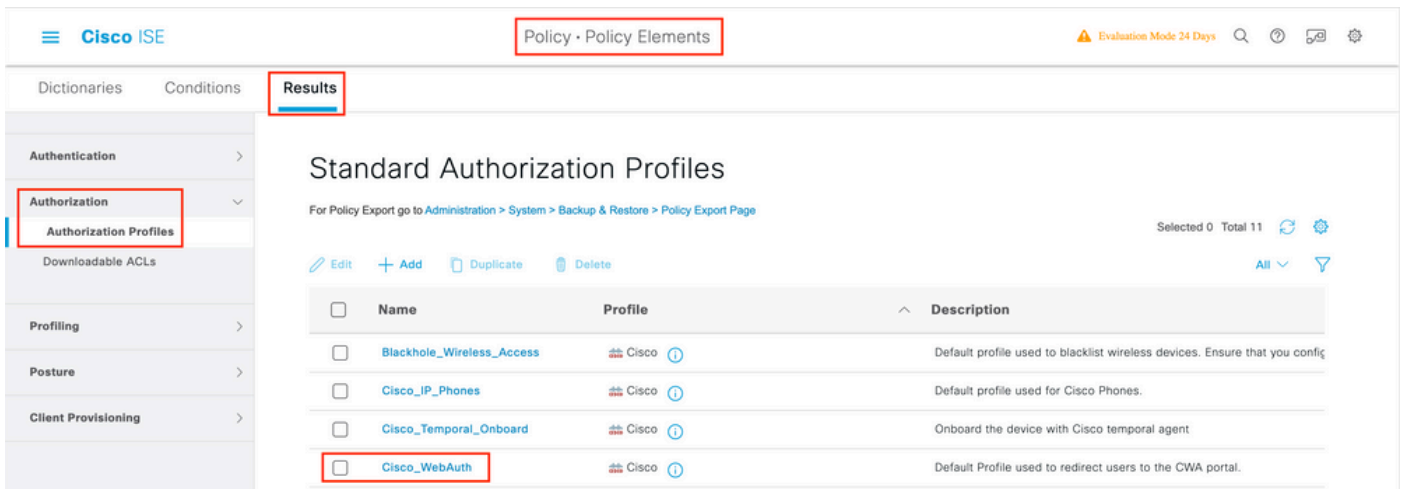 Cisco ISE
Policy · Policy Elements
Evaluation Mode 24 Days
Dictionaries Conditions Results
Authentication
Authorization
Authorization Profiles
Downloadable ACLs
Profiling
Posture
Client Provisioning
Standard Authorization Profiles
For Policy Export go to Administration > System > Backup & Restore > Policy Export Page
Selected 0 Total 11
Edit + Add Duplicate Delete All
Name Profile Description
Blackhole_Wireless_Access Cisco Default profile used to blacklist wireless devices. Ensure that you config
Cisco_IP_Phones Cisco Default profile used for Cisco Phones.
Cisco_Temporal_Onboard Cisco Onboard the device with Cisco temporal agent
Cisco_WebAuth Cisco Default Profile used to redirect users to the CWA portal.